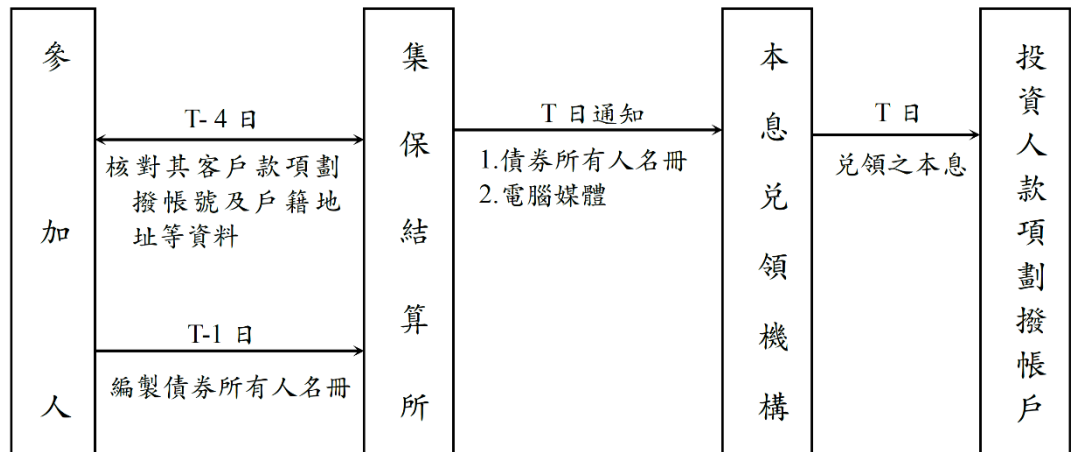 參加人
T- 4 日
核對其客戶款項劃
撥帳號及戶籍地
址等資料
T-1 日
編製債券所有人名冊
集保結算所
T 日通知
1.債券所有人名冊
2.電腦媒體
本息兌領機構
T 日
兌領之本息
投資人款項劃撥帳戶